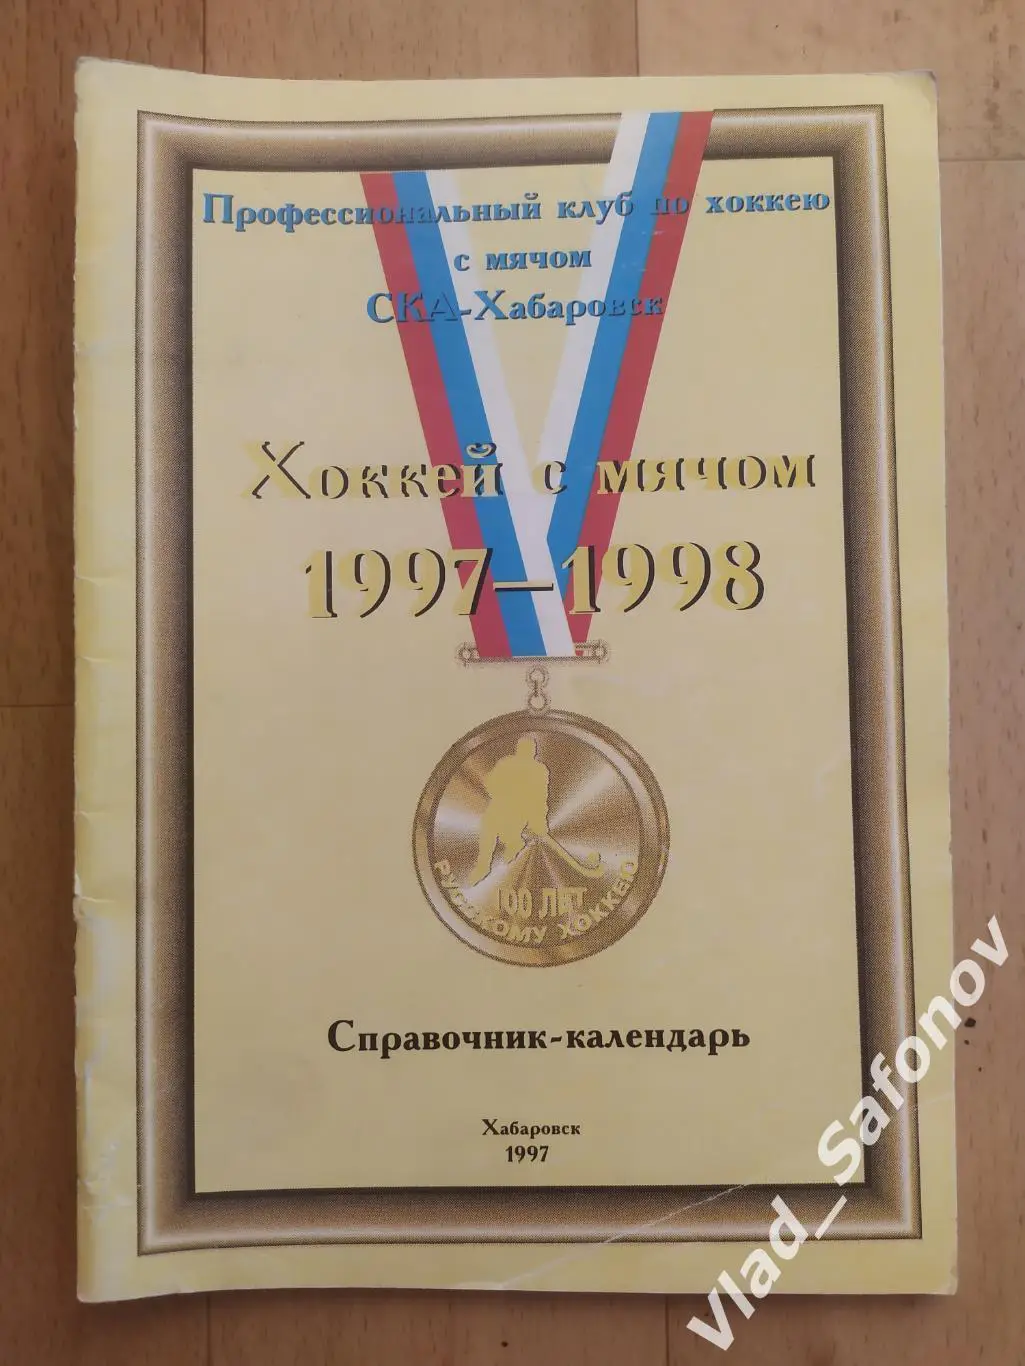 Профессиональный клуб по хоккею
с мячом
СКА-Хабаровск
Хоккей с мячом
1997-1998
100 ЛЕТ
РУССКОМУ ХОККЕЮ
Справочник-календарь
Хабаровск
1997
Vlad_Safonov